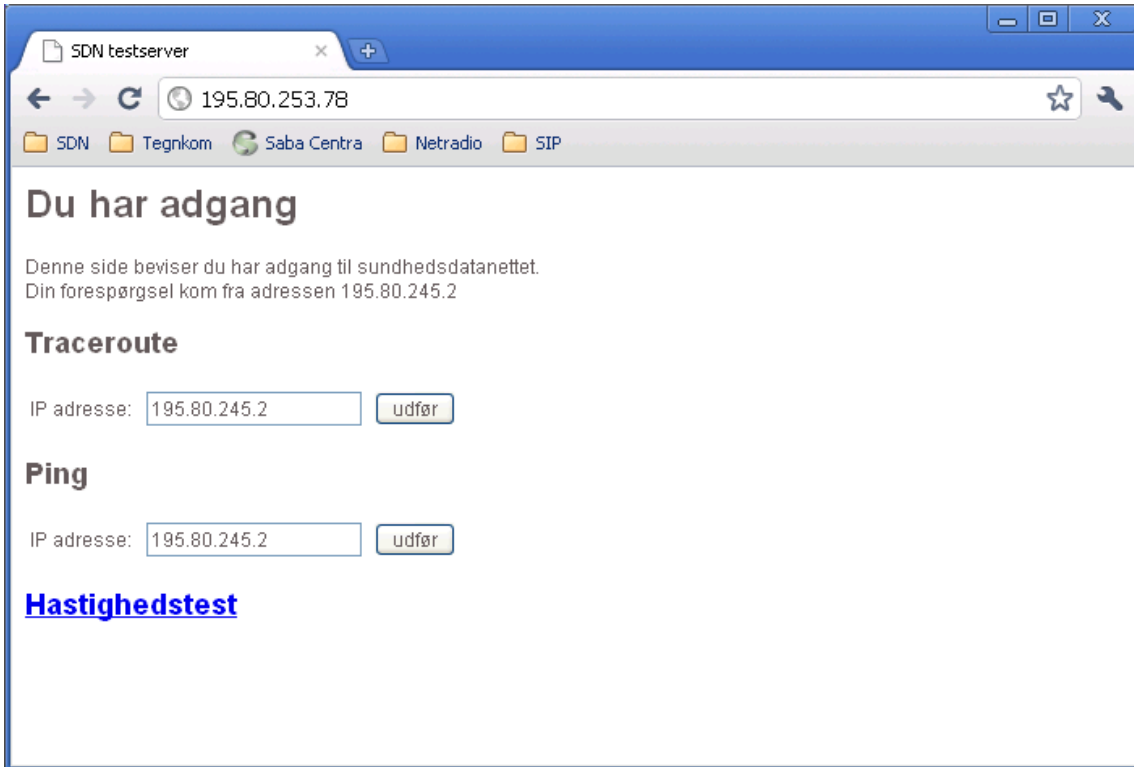 SDN testserver
195.80.253.78
SDN Tegnkom Saba Centra Netradio SIP
Du har adgang
Denne side beviser du har adgang til sundhedsdatanettet.
Din forespørgsel kom fra adressen 195.80.245.2
Traceroute
IP adresse: 195.80.245.2 udfør
Ping
IP adresse: 195.80.245.2 udfør
Hastighedstest